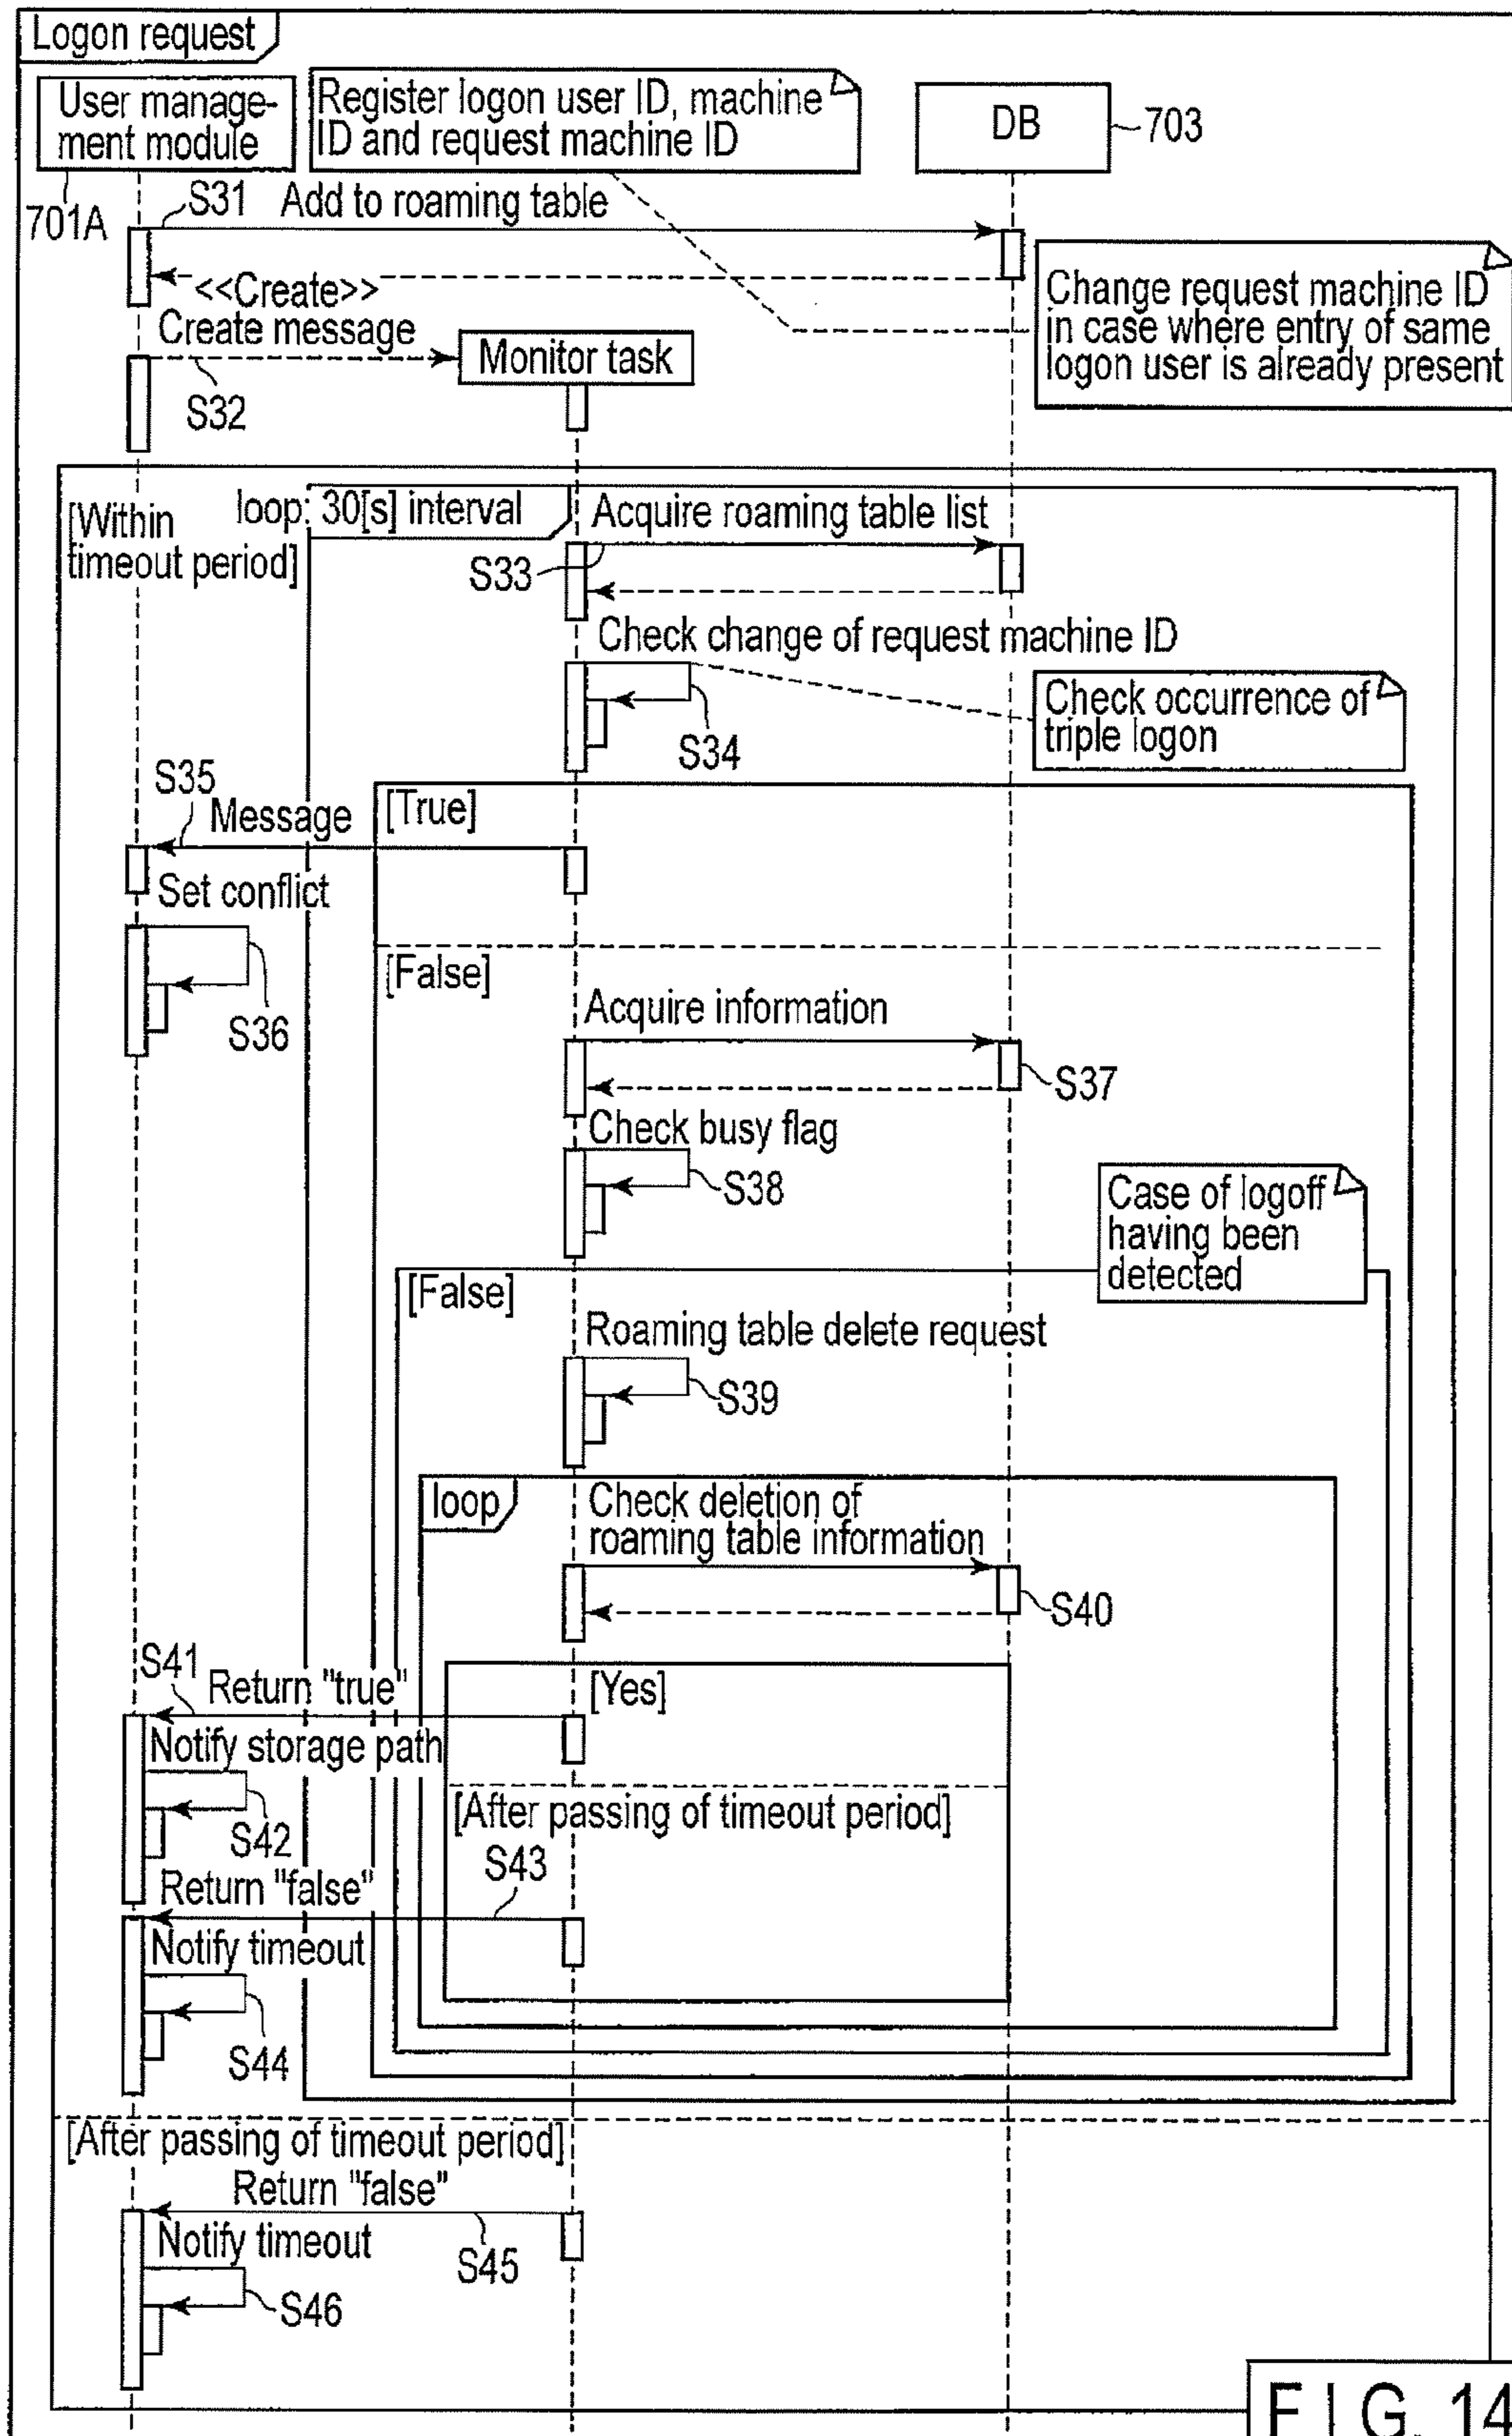 Logon request
User manage-
ment module
701A
Register logon user ID, machine
ID and request machine ID
DB
703
S31
Add to roaming table
<<Create>>
Create message
S32
Monitor task
Change request machine ID
in case where entry of same
logon user is already present
[Within
timeout period]
loop: 30[s] interval
Acquire roaming table list
S33
Check change of request machine ID
S34
Check occurrence of
triple logon
S35
Message
[True]
Set conflict
S36
[False]
Acquire information
S37
Check busy flag
S38
Case of logoff
having been
detected
[False]
Roaming table delete request
S39
loop
Check deletion of
roaming table information
S40
S41
Return "true"
[Yes]
Notify storage path
S42
[After passing of timeout period]
S43
Return "false"
Notify timeout
S44
[After passing of timeout period]
Return "false"
S45
Notify timeout
S46
FIG. 14